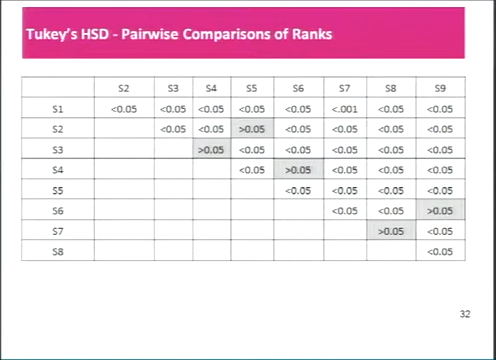 Tukey's HSD - Pairwise Comparisons of Ranks
S2 S3 S4 S5 S6 S7 S8 S9
S1 <0.05 <0.05 <0.05 <0.05 <0.05 <.001 <0.05 <0.05
S2 <0.05 <0.05 >0.05 <0.05 <0.05 <0.05 <0.05
S3 >0.05 <0.05 <0.05 <0.05 <0.05 <0.05
S4 <0.05 >0.05 <0.05 <0.05 <0.05
S5 <0.05 <0.05 <0.05 <0.05
S6 <0.05 <0.05 >0.05
S7 >0.05 <0.05
S8 <0.05
32